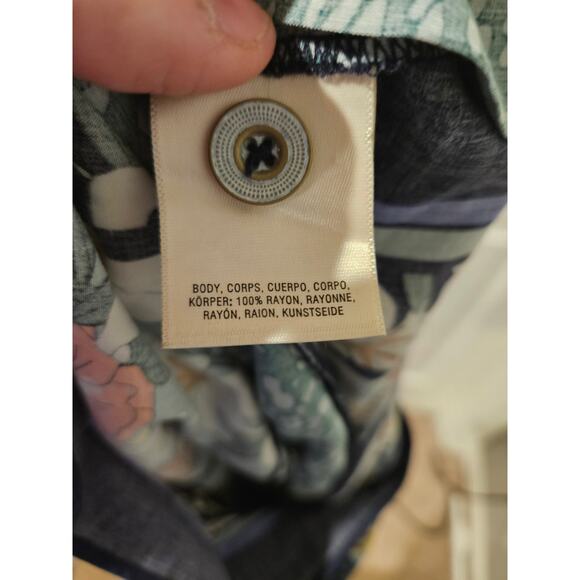 BODY, CORPS, CUERPO, CORPO,
KÖRPER: 100% RAYON, RAYONNE,
RAYÓN, RAION, KUNSTSEIDE